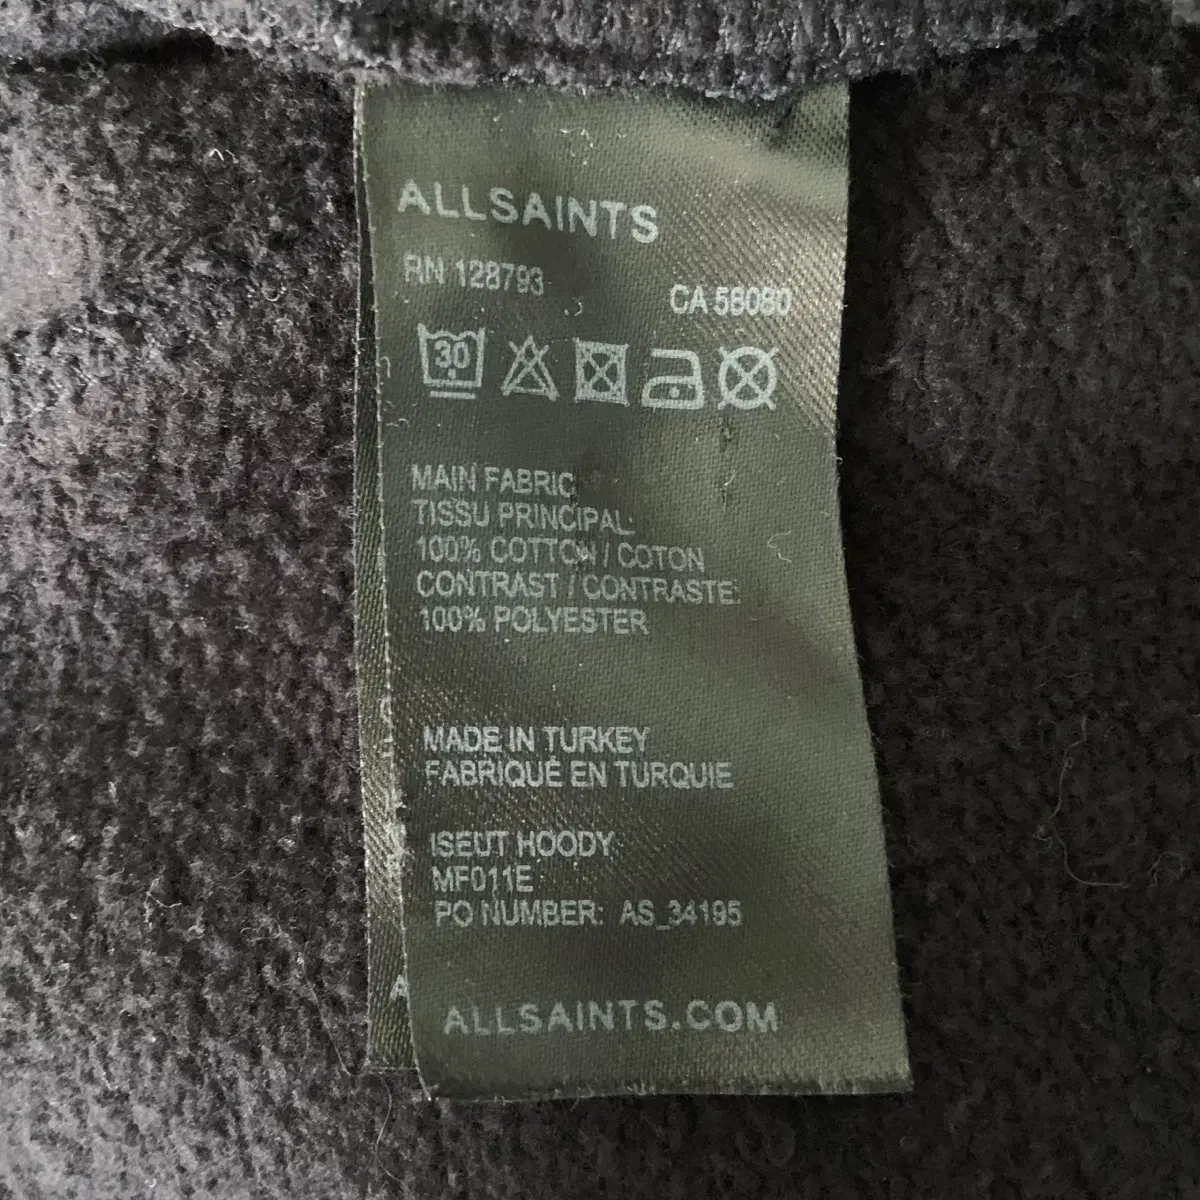 ALLSAINTS
RN 128793
CA 58080
30
MAIN FABRIC
TISSU PRINCIPAL:
100% COTTON / COTON
CONTRAST / CONTRASTE:
100% POLYESTER
MADE IN TURKEY
FABRIQUÉ EN TURQUIE
ISEUT HOODY
MF011E
PO NUMBER: AS_34195
ALLSAINTS.COM
A